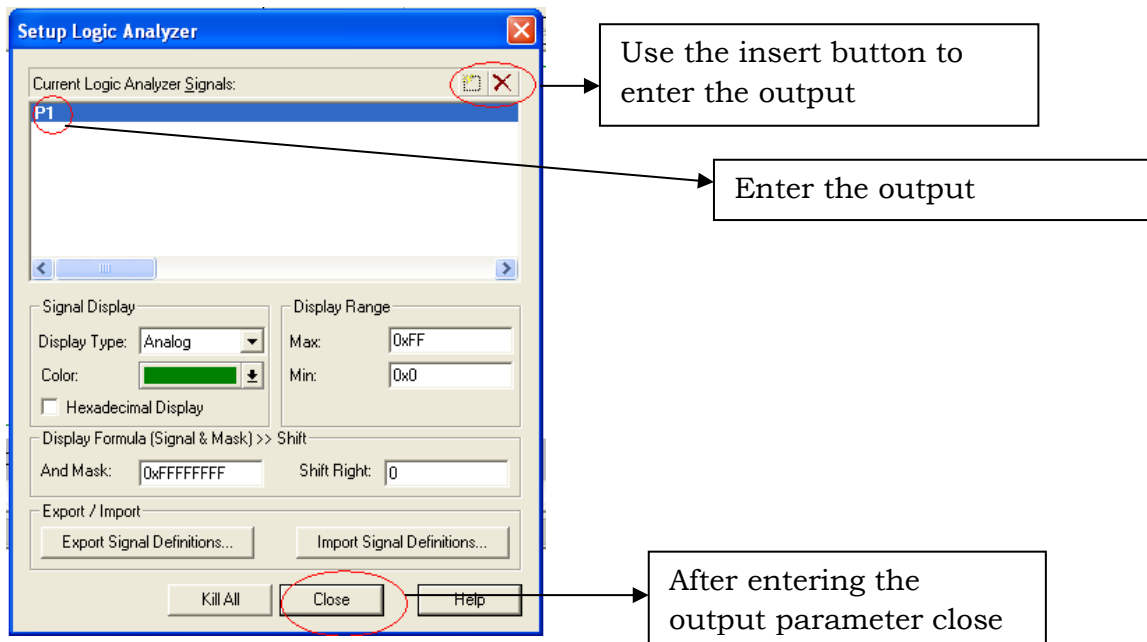 Setup Logic Analyzer
Current Logic Analyzer Signals:
P1
Signal Display
Display Type: Analog
Color:
Hexadecimal Display
Display Range
Max: 0xFF
Min: 0x0
Display Formula (Signal & Mask) >> Shift
And Mask: 0xFFFFFFFF
Shift Right: 0
Export / Import
Export Signal Definitions...
Import Signal Definitions...
Kill All
Close
Help
Use the insert button to
enter the output
Enter the output
After entering the
output parameter close